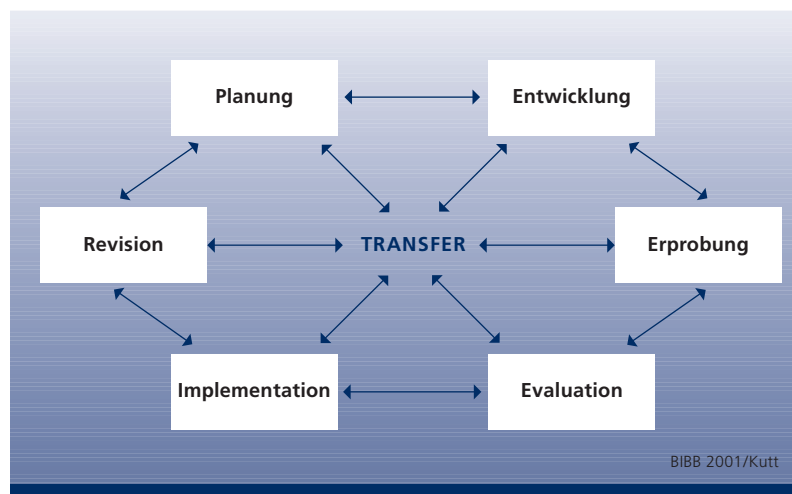 Planung
Entwicklung
Revision
TRANSFER
Erprobung
Implementation
Evaluation
BIBB 2001/Kutt